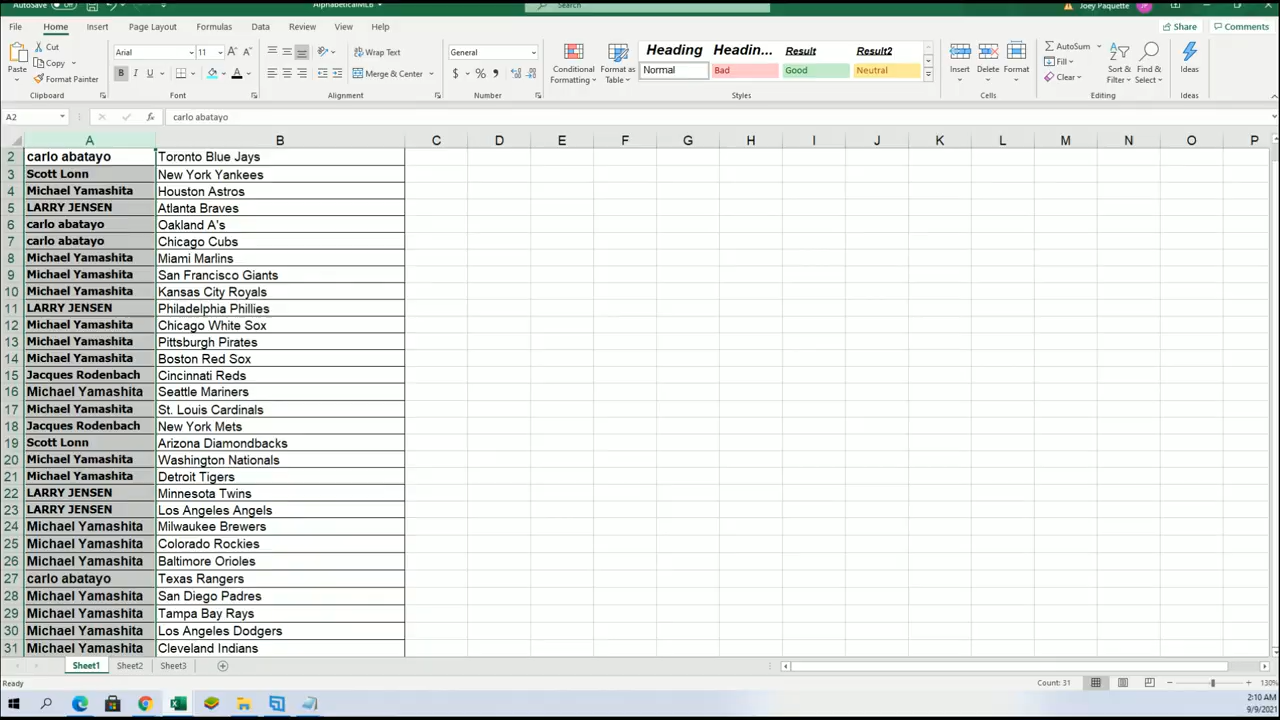 AutoSave Off AlphabeticalMLB Search Joey Paquette JP
File Home Insert Page Layout Formulas Data Review View Help Share Comments
Paste Cut Copy Format Painter Clipboard
Arial 11 B I U Font
Wrap Text Merge & Center Alignment
General $ % Number
Conditional Formatting Format as Table
Heading Headin... Result Result2
Normal Bad Good Neutral Styles
Insert Delete Format Cells
AutoSum Fill Clear Sort & Filter Find & Select Editing
Ideas Ideas
A2 fx carlo abatayo
A B C D E F G H I J K L M N O P
2 carlo abatayo Toronto Blue Jays
3 Scott Lonn New York Yankees
4 Michael Yamashita Houston Astros
5 LARRY JENSEN Atlanta Braves
6 carlo abatayo Oakland A's
7 carlo abatayo Chicago Cubs
8 Michael Yamashita Miami Marlins
9 Michael Yamashita San Francisco Giants
10 Michael Yamashita Kansas City Royals
11 LARRY JENSEN Philadelphia Phillies
12 Michael Yamashita Chicago White Sox
13 Michael Yamashita Pittsburgh Pirates
14 Michael Yamashita Boston Red Sox
15 Jacques Rodenbach Cincinnati Reds
16 Michael Yamashita Seattle Mariners
17 Michael Yamashita St. Louis Cardinals
18 Jacques Rodenbach New York Mets
19 Scott Lonn Arizona Diamondbacks
20 Michael Yamashita Washington Nationals
21 Michael Yamashita Detroit Tigers
22 LARRY JENSEN Minnesota Twins
23 LARRY JENSEN Los Angeles Angels
24 Michael Yamashita Milwaukee Brewers
25 Michael Yamashita Colorado Rockies
26 Michael Yamashita Baltimore Orioles
27 carlo abatayo Texas Rangers
28 Michael Yamashita San Diego Padres
29 Michael Yamashita Tampa Bay Rays
30 Michael Yamashita Los Angeles Dodgers
31 Michael Yamashita Cleveland Indians
Sheet1 Sheet2 Sheet3
Ready Count: 31 130%
2:10 AM
9/9/2021